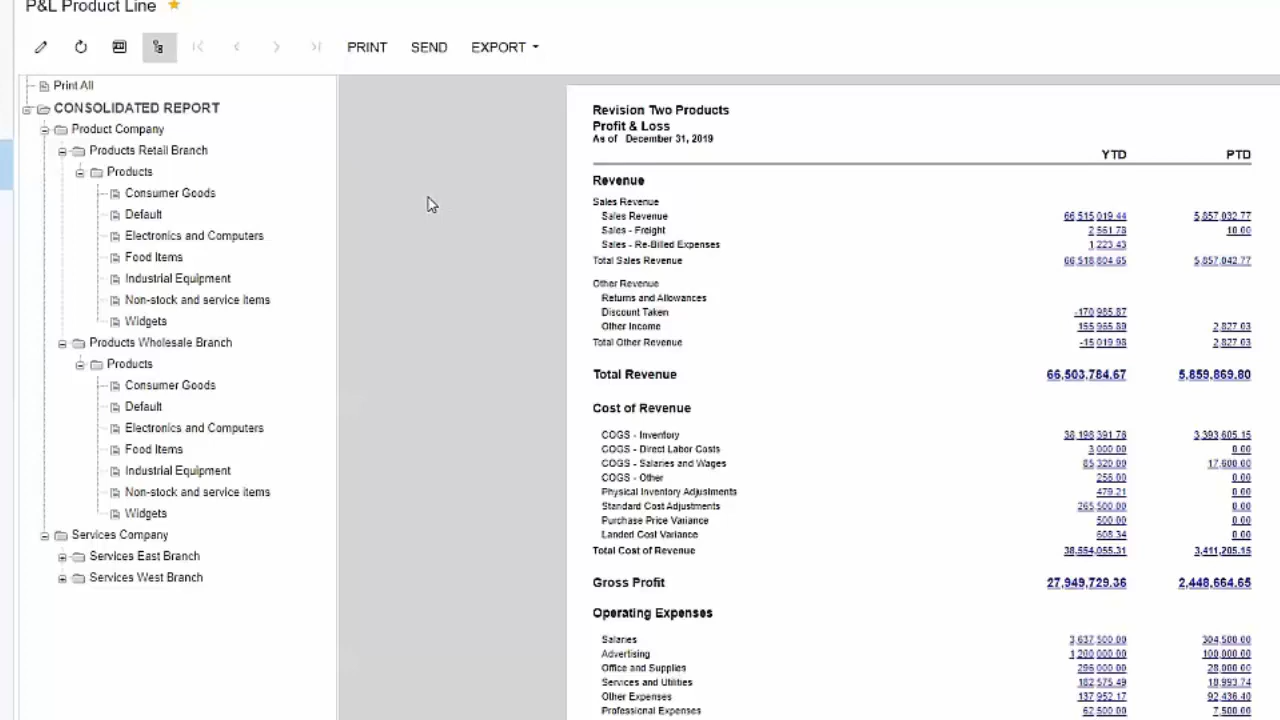 P&L Product Line
PRINT SEND EXPORT
Print All
CONSOLIDATED REPORT
Product Company
Products Retail Branch
Products
Consumer Goods
Default
Electronics and Computers
Food Items
Industrial Equipment
Non-stock and service items
Widgets
Products Wholesale Branch
Products
Consumer Goods
Default
Electronics and Computers
Food Items
Industrial Equipment
Non-stock and service items
Widgets
Services Company
Services East Branch
Services West Branch
Revision Two Products
Profit & Loss
As of December 31, 2019
YTD PTD
Revenue
Sales Revenue
Sales Revenue 66,515,019.44 5,857,032.77
Sales - Freight 2,561.78 10.00
Sales - Re-Billed Expenses 1,223.43
Total Sales Revenue 66,518,804.65 5,857,042.77
Other Revenue
Returns and Allowances
Discount Taken -170,985.87
Other Income 155,965.89 2,827.03
Total Other Revenue -15,019.98 2,827.03
Total Revenue 66,503,784.67 5,859,869.80
Cost of Revenue
COGS - Inventory 38,198,391.78 3,393,605.15
COGS - Direct Labor Costs 3,000.00 0.00
COGS - Salaries and Wages 85,320.00 17,600.00
COGS - Other 256.00 0.00
Physical Inventory Adjustments 479.21 0.00
Standard Cost Adjustments 265,500.00 0.00
Purchase Price Variance 500.00 0.00
Landed Cost Variance 608.34 0.00
Total Cost of Revenue 38,554,055.31 3,411,205.15
Gross Profit 27,949,729.36 2,448,664.65
Operating Expenses
Salaries 3,637,500.00 304,500.00
Advertising 1,200,000.00 100,000.00
Office and Supplies 296,000.00 28,000.00
Services and Utilities 182,575.49 18,993.74
Other Expenses 137,952.17 92,436.40
Professional Expenses 62,500.00 7,500.00